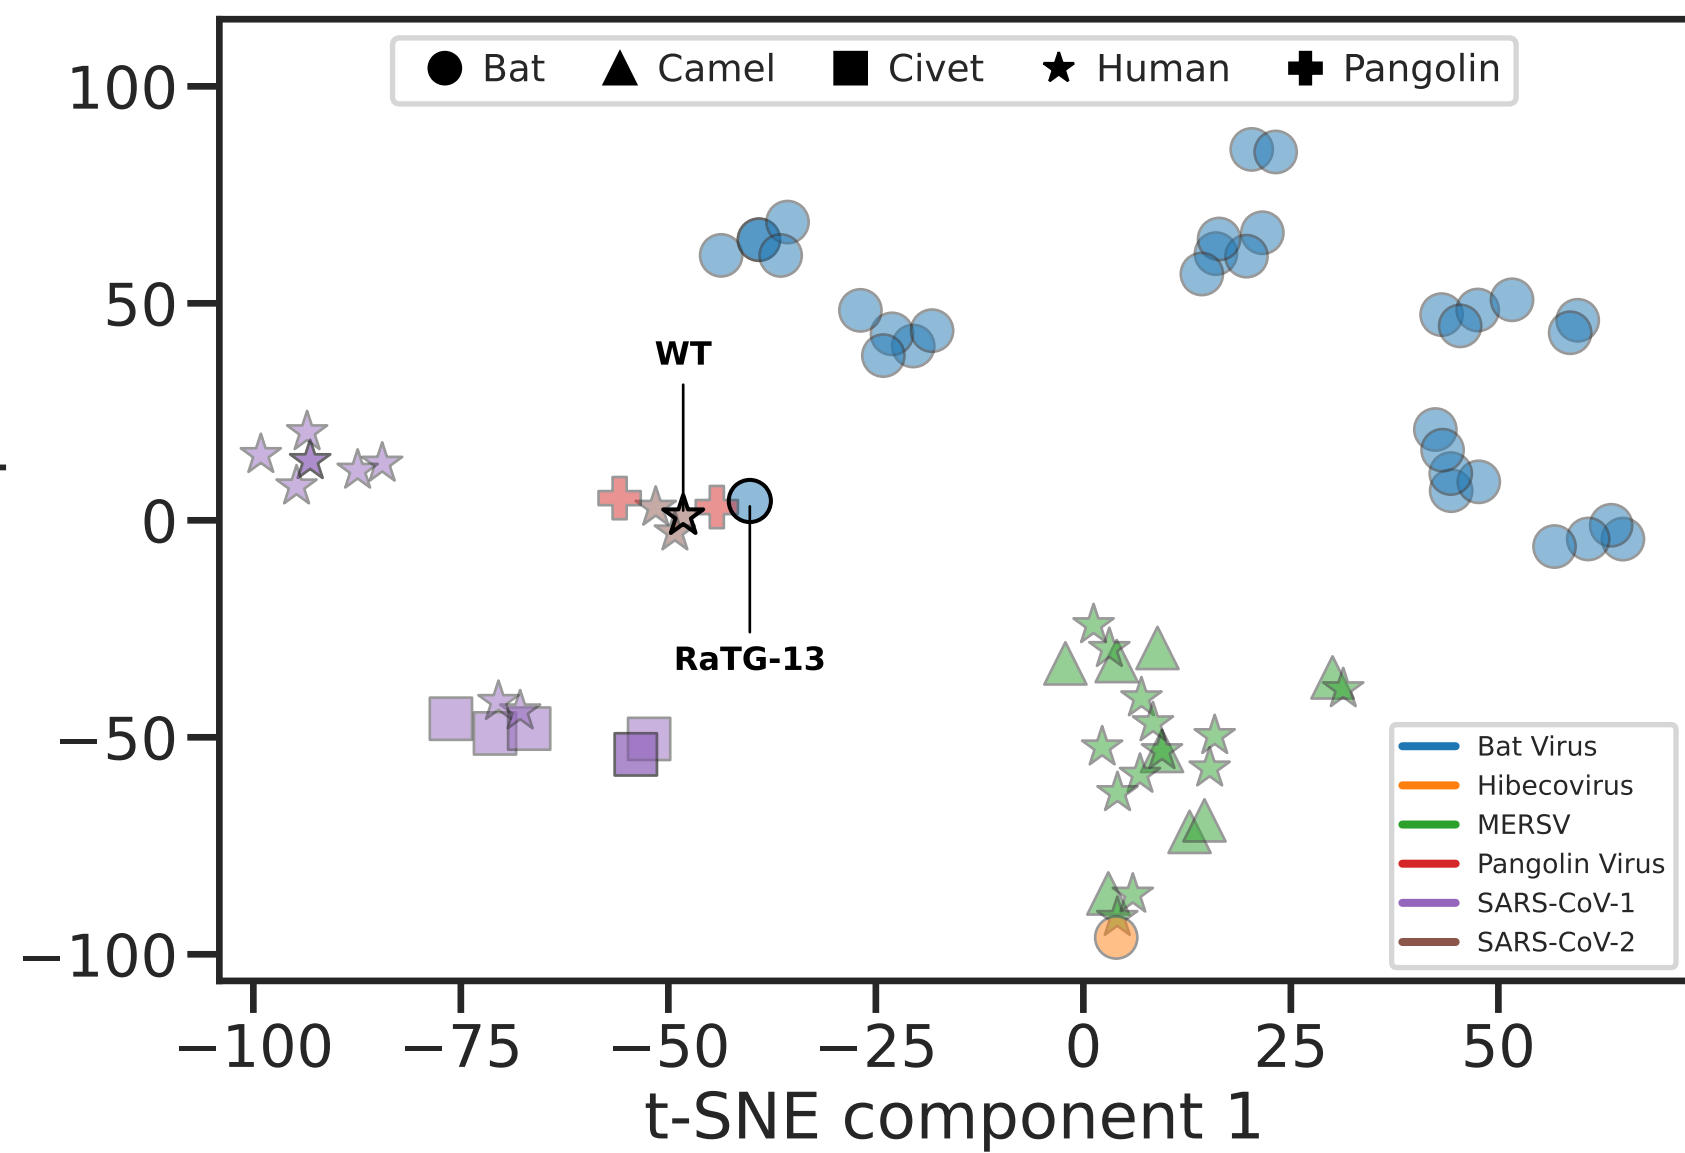 Bat Camel Civet Human Pangolin
100
50
0
−50
−100
WT
RaTG-13
Bat Virus
Hibecovirus
MERSV
Pangolin Virus
SARS-CoV-1
SARS-CoV-2
−100 −75 −50 −25 0 25 50
t-SNE component 1